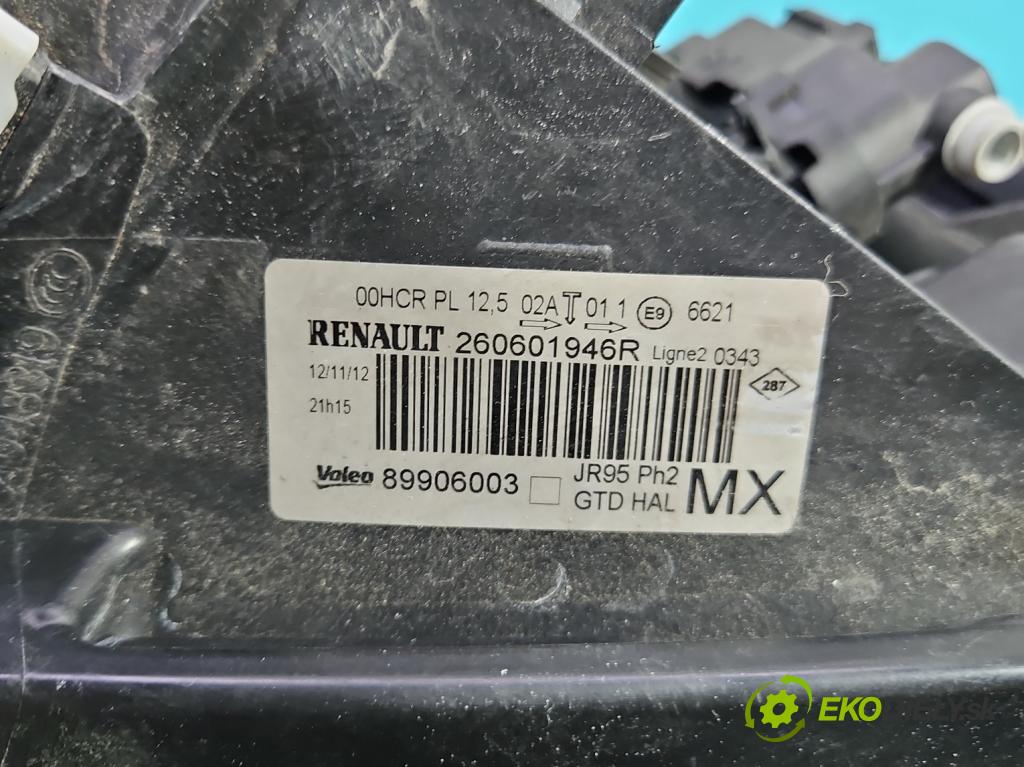 00HCR PL 12,5 02A T 01 1 E9 6621
RENAULT 260601946R Ligne2 0343
12/11/12
287
21h15
Valeo 89906003
JR95 Ph2
GTD HAL
MX
EKO